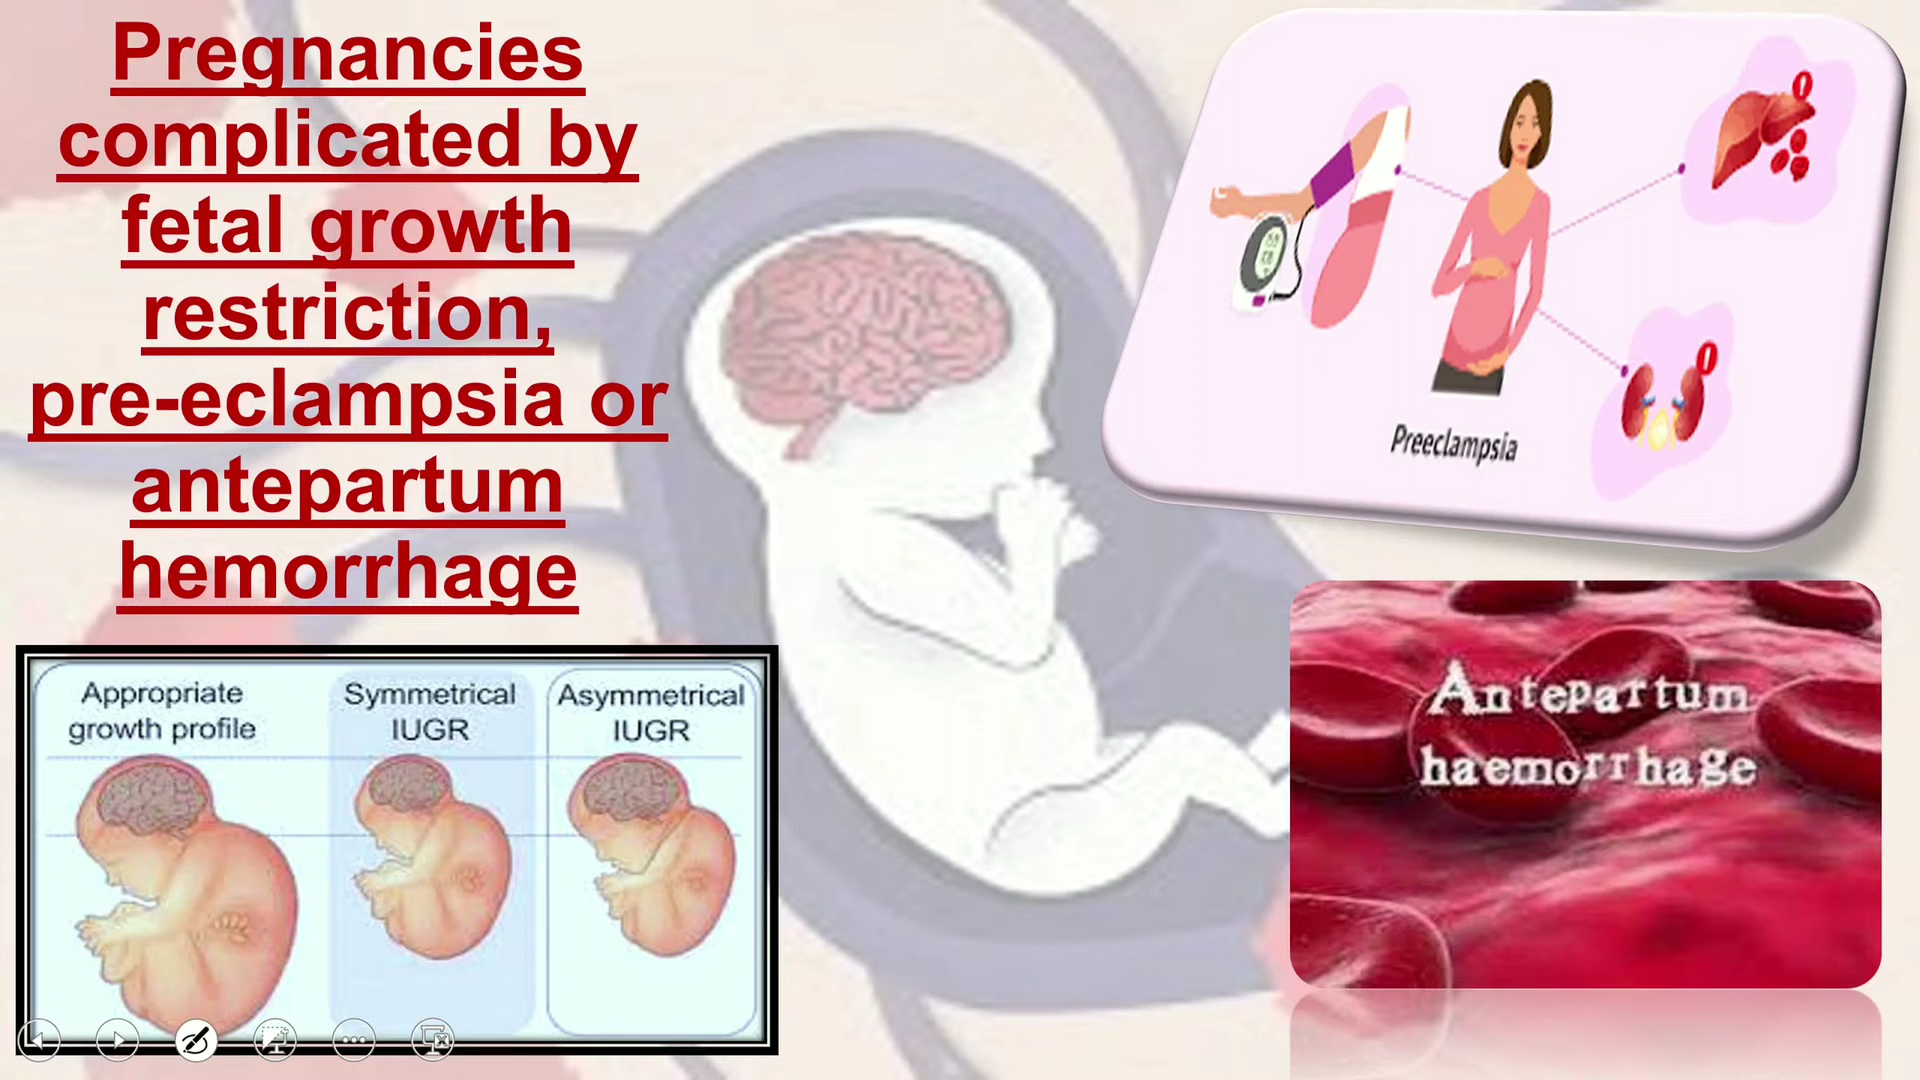 Pregnancies
complicated by
fetal growth
restriction,
pre-eclampsia or
antepartum
hemorrhage
Preeclampsia
Appropriate
growth profile
Symmetrical
IUGR
Asymmetrical
IUGR
Antepartum
haemorrhage